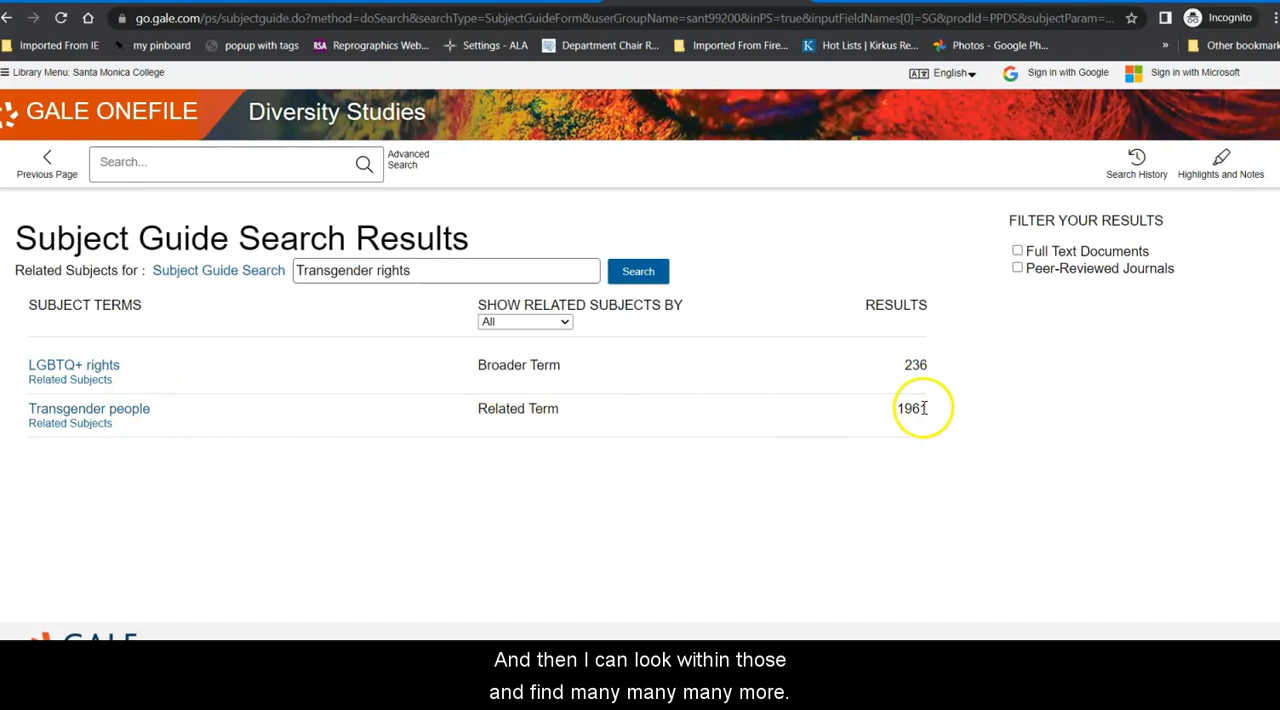 go.gale.com/ps/subjectguide.do?method=doSearch&searchType=SubjectGuideForm&userGroupName=sant99200&inPS=true&inputFieldNames[0]=SG&prodId=PPDS&subjectParam=...
Incognito
Imported From IE
my pinboard
popup with tags
RSA Reprographics Web...
Settings - ALA
Department Chair R...
Imported From Fire...
K Hot Lists | Kirkus Re...
Photos - Google Ph...
»
Other bookmark
Library Menu: Santa Monica College
English
Sign in with Google
Sign in with Microsoft
GALE ONEFILE
Diversity Studies
Previous Page
Search...
Advanced
Search
Search History
Highlights and Notes
Subject Guide Search Results
FILTER YOUR RESULTS
Full Text Documents
Peer-Reviewed Journals
Related Subjects for : Subject Guide Search Transgender rights Search
SUBJECT TERMS SHOW RELATED SUBJECTS BY RESULTS
All
LGBTQ+ rights Broader Term 236
Related Subjects
Transgender people Related Term 1961
Related Subjects
GALE
And then I can look within those
and find many many many more.